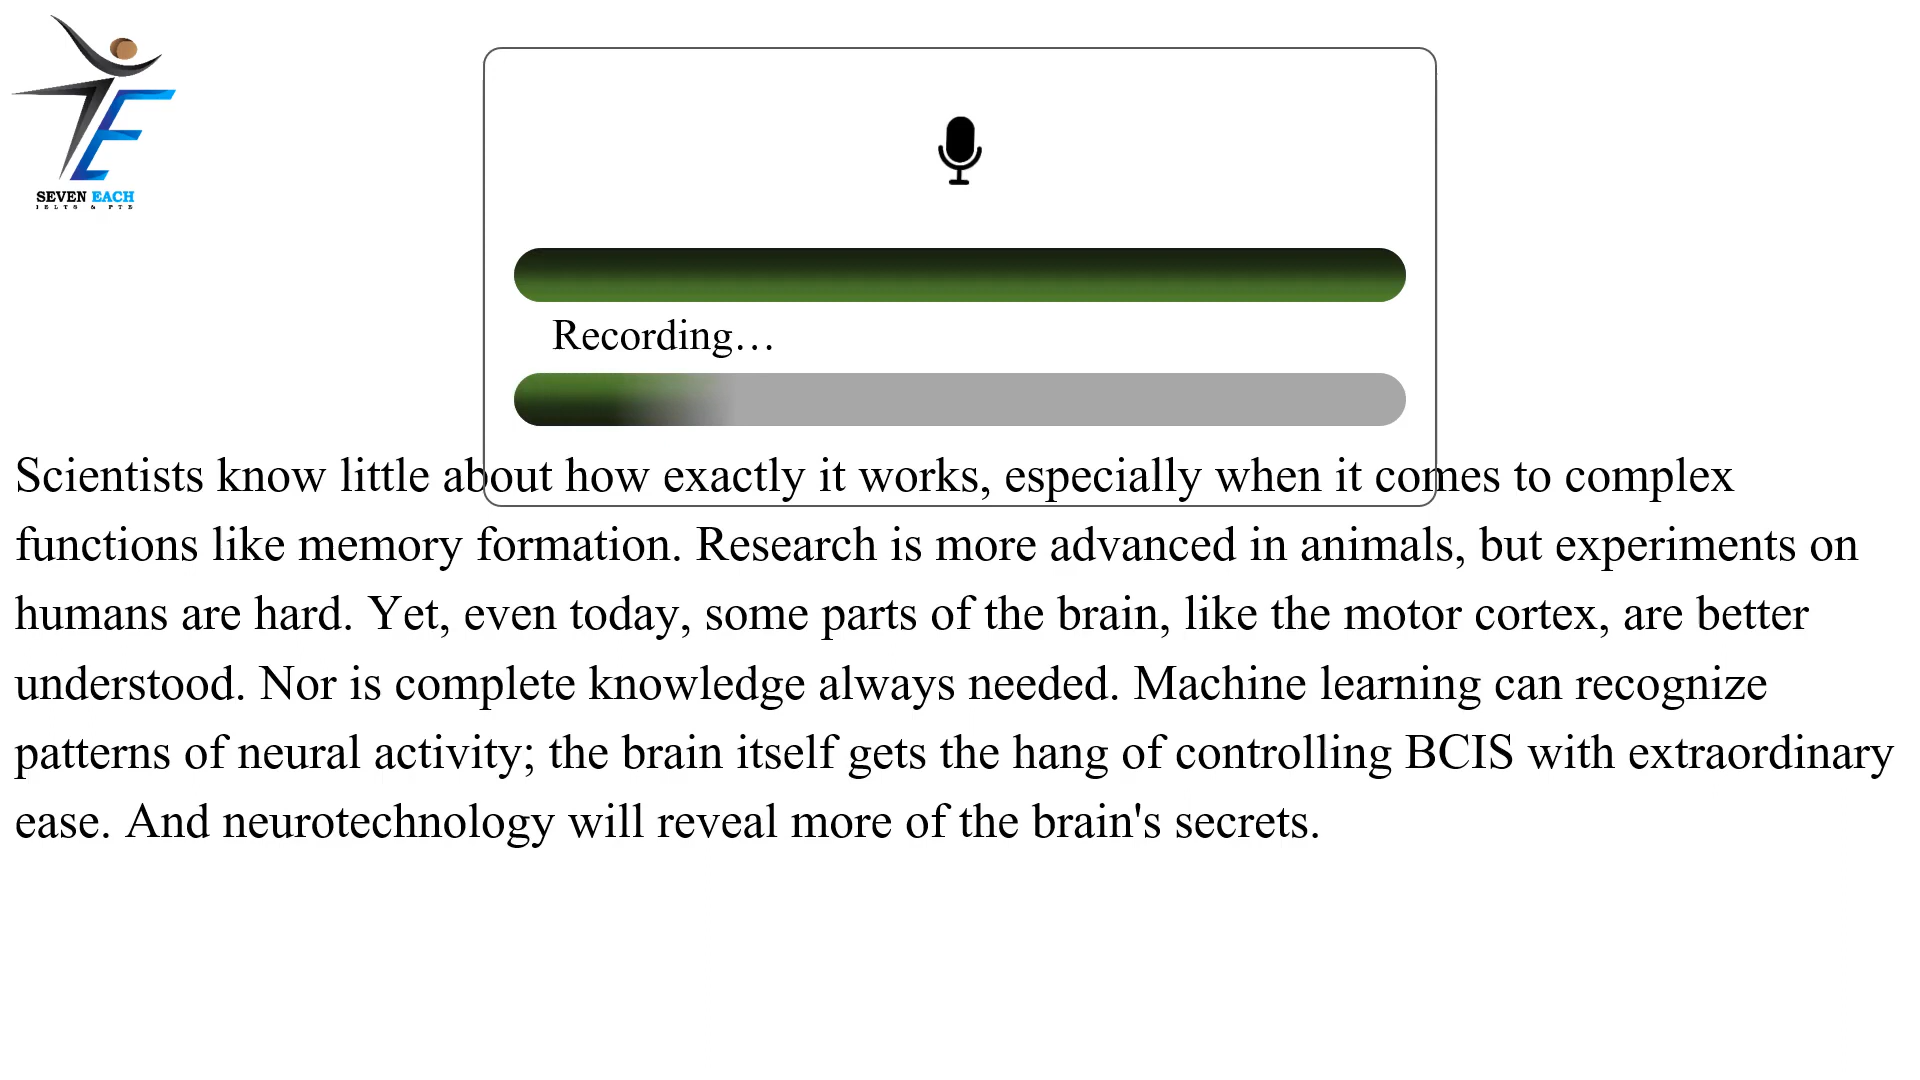 SEVEN EACH
IELTS & PTE
Recording…
Scientists know little about how exactly it works, especially when it comes to complex
functions like memory formation. Research is more advanced in animals, but experiments on
humans are hard. Yet, even today, some parts of the brain, like the motor cortex, are better
understood. Nor is complete knowledge always needed. Machine learning can recognize
patterns of neural activity; the brain itself gets the hang of controlling BCIS with extraordinary
ease. And neurotechnology will reveal more of the brain's secrets.